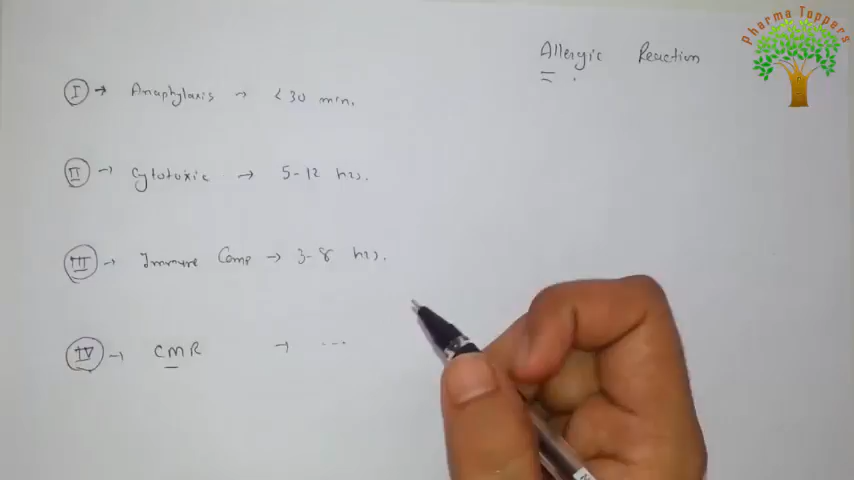 Pharma Toppers
Allergic Reaction
I → Anaphylaxis → < 30 min.
II → Cytotoxic → 5-12 hrs.
III → Immune Comp → 3-8 hrs.
IV → CMR → ...